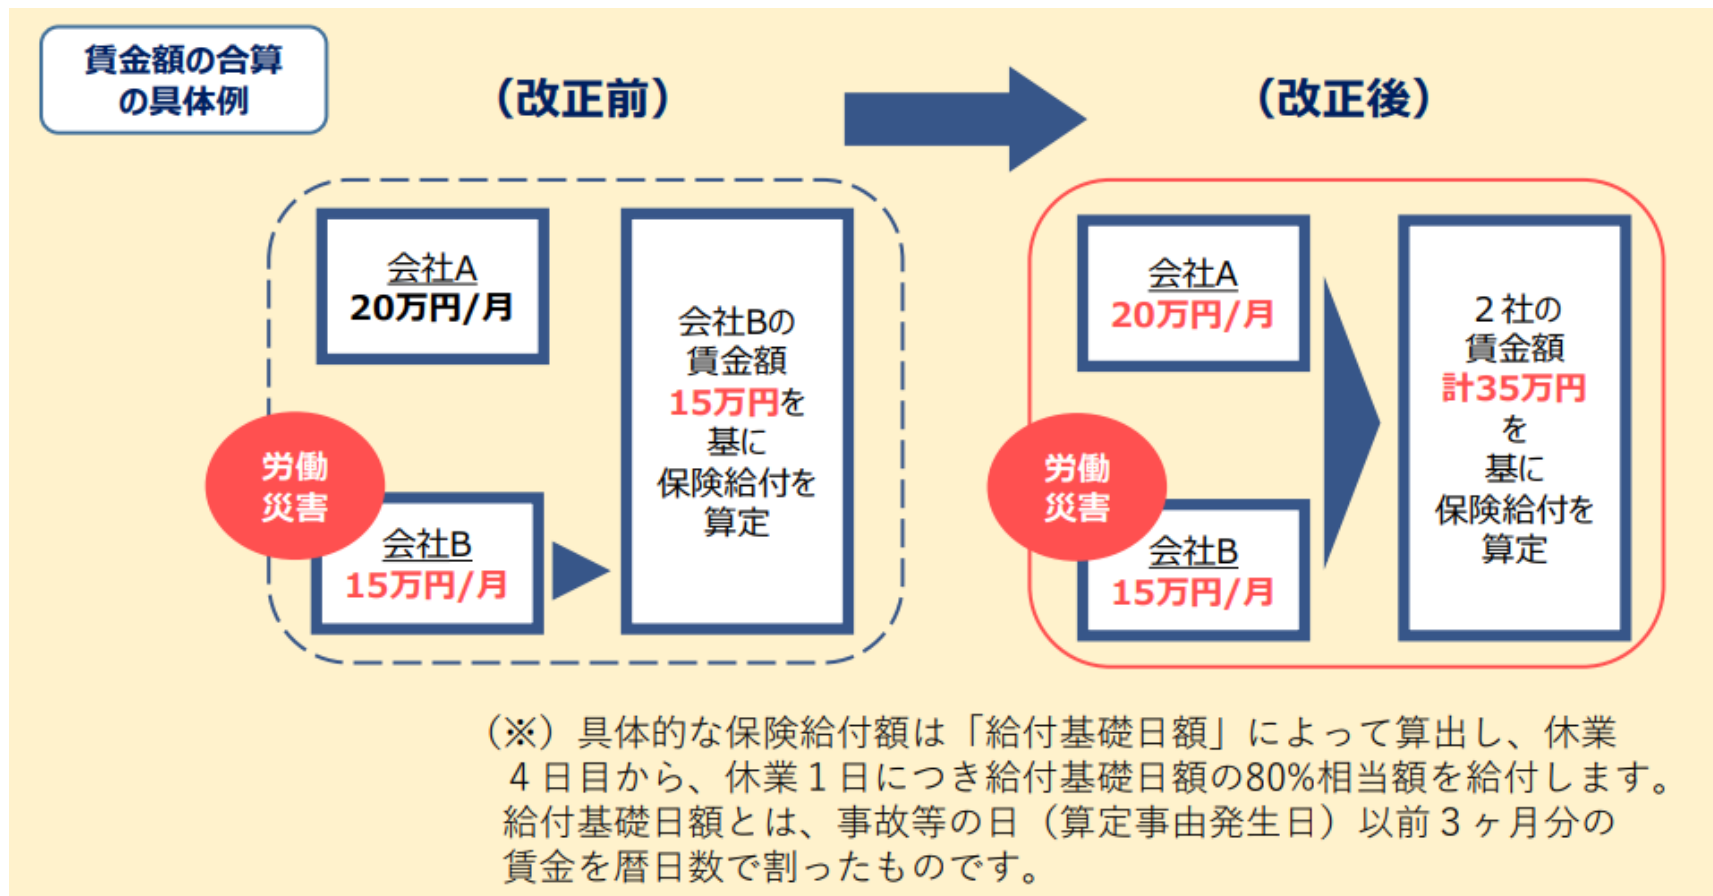 賃金額の合算
の具体例
（改正前）
（改正後）
会社A
20万円/月
労働
災害
会社B
15万円/月
会社Bの
賃金額
15万円を
基に
保険給付を
算定
会社A
20万円/月
労働
災害
会社B
15万円/月
２社の
賃金額
計35万円
を
基に
保険給付を
算定
（※）具体的な保険給付額は「給付基礎日額」によって算出し、休業
４日目から、休業１日につき給付基礎日額の80%相当額を給付します。
給付基礎日額とは、事故等の日（算定事由発生日）以前３ヶ月分の
賃金を暦日数で割ったものです。